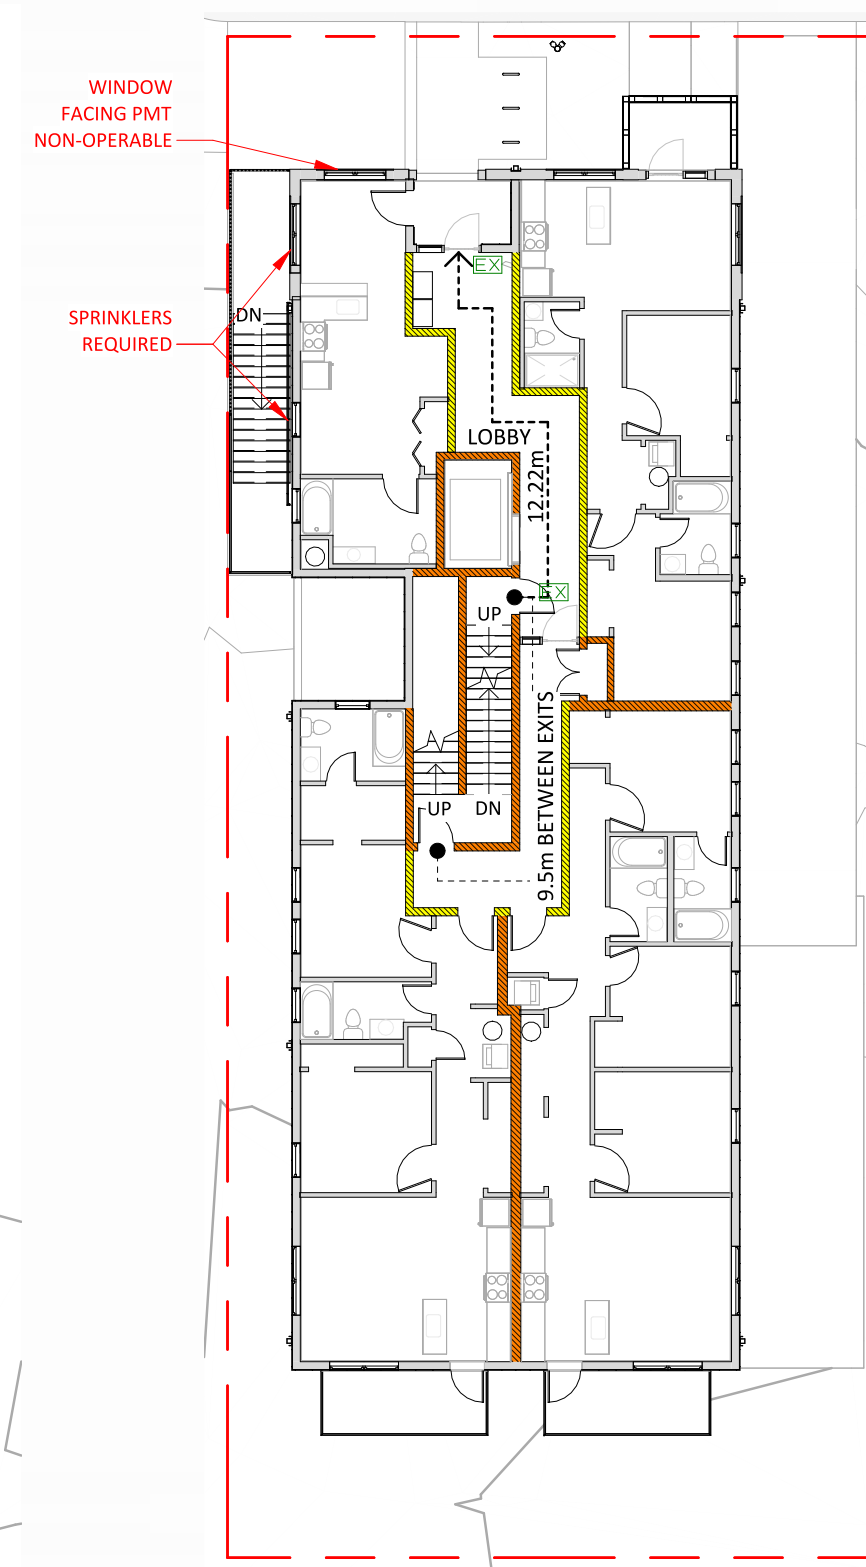 WINDOW
FACING PMT
NON-OPERABLE
EX
SPRINKLERS
REQUIRED
DN
LOBBY
12.22m
EX
UP
9.5m BETWEEN EXITS
UP
DN